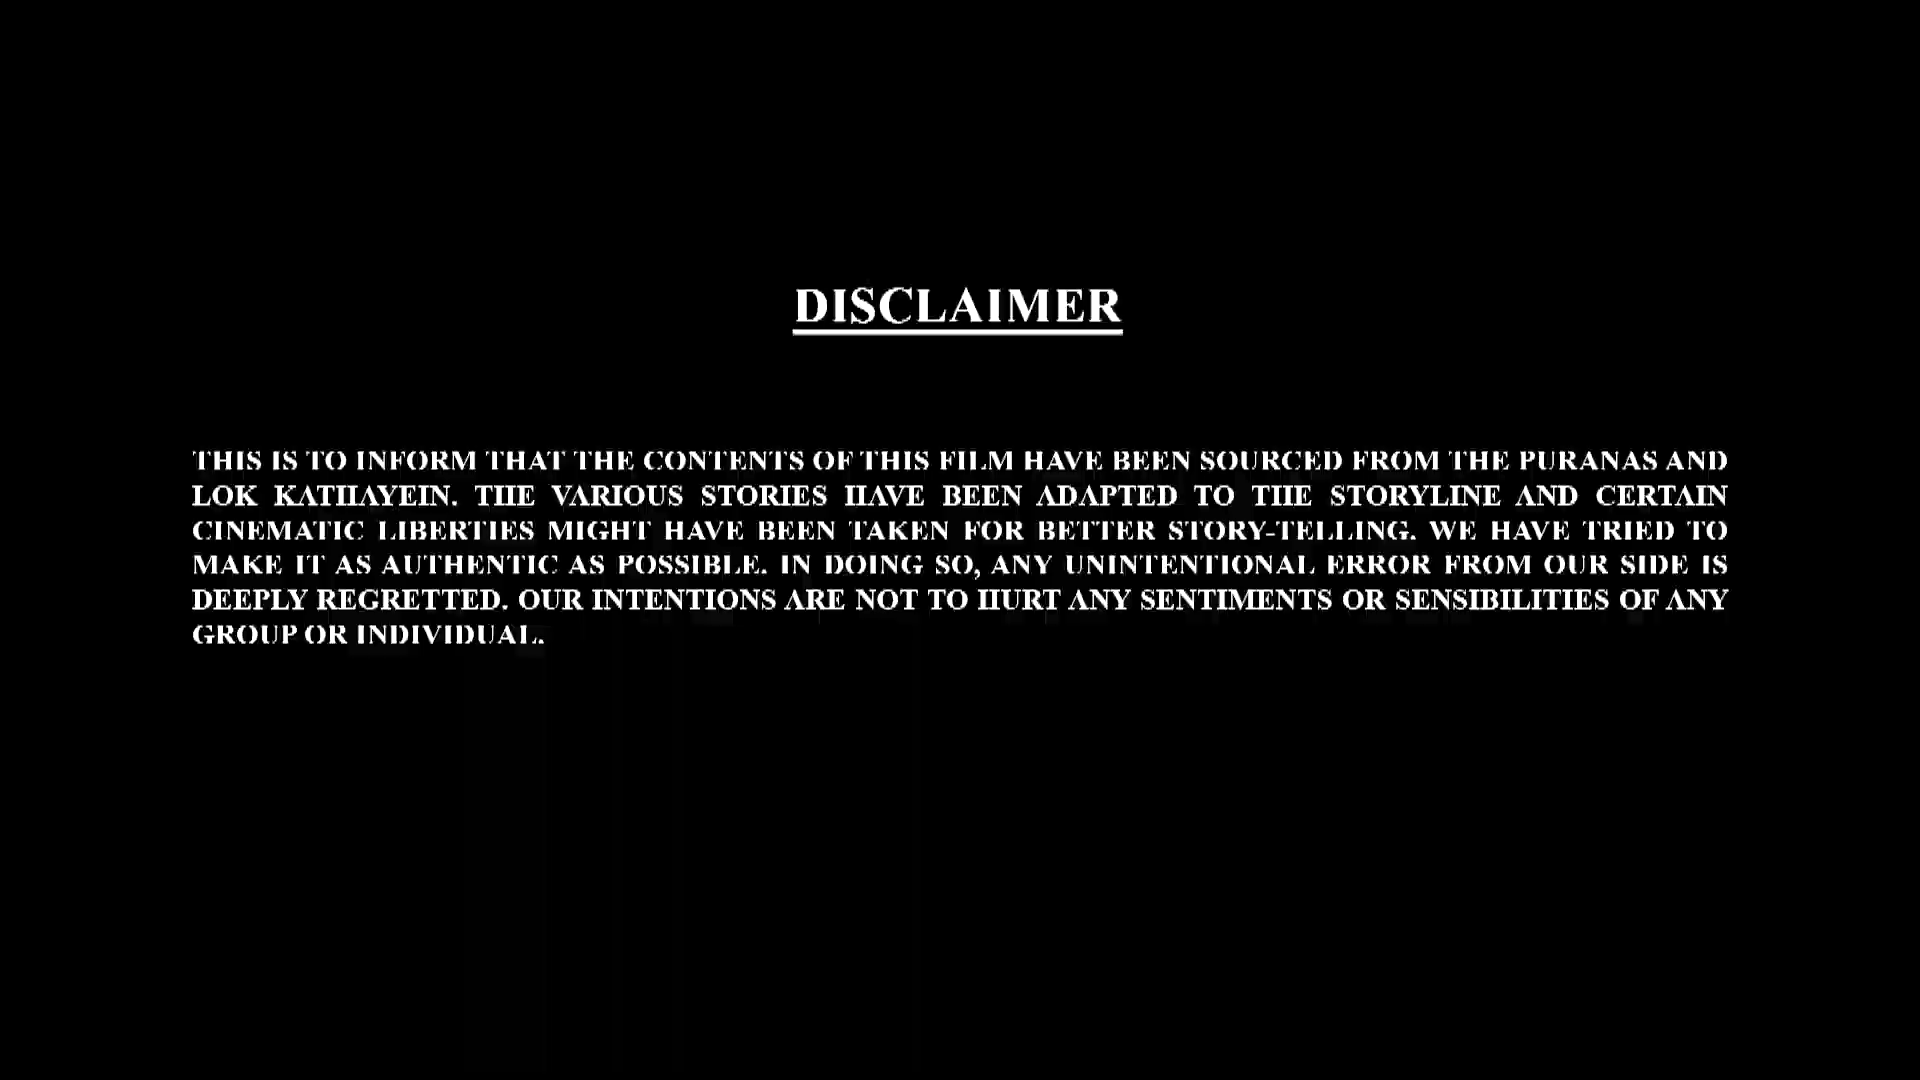 DISCLAIMER
THIS IS TO INFORM THAT THE CONTENTS OF THIS FILM HAVE BEEN SOURCED FROM THE PURANAS AND
LOK KATHAYEIN. THE VARIOUS STORIES HAVE BEEN ADAPTED TO THE STORYLINE AND CERTAIN
CINEMATIC LIBERTIES MIGHT HAVE BEEN TAKEN FOR BETTER STORY-TELLING. WE HAVE TRIED TO
MAKE IT AS AUTHENTIC AS POSSIBLE. IN DOING SO, ANY UNINTENTIONAL ERROR FROM OUR SIDE IS
DEEPLY REGRETTED. OUR INTENTIONS ARE NOT TO HURT ANY SENTIMENTS OR SENSIBILITIES OF ANY
GROUP OR INDIVIDUAL.